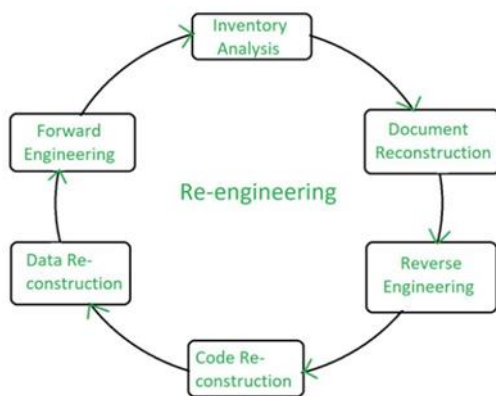 Inventory
Analysis
Document
Reconstruction
Reverse
Engineering
Code Re-
construction
Data Re-
construction
Forward
Engineering
Re-engineering